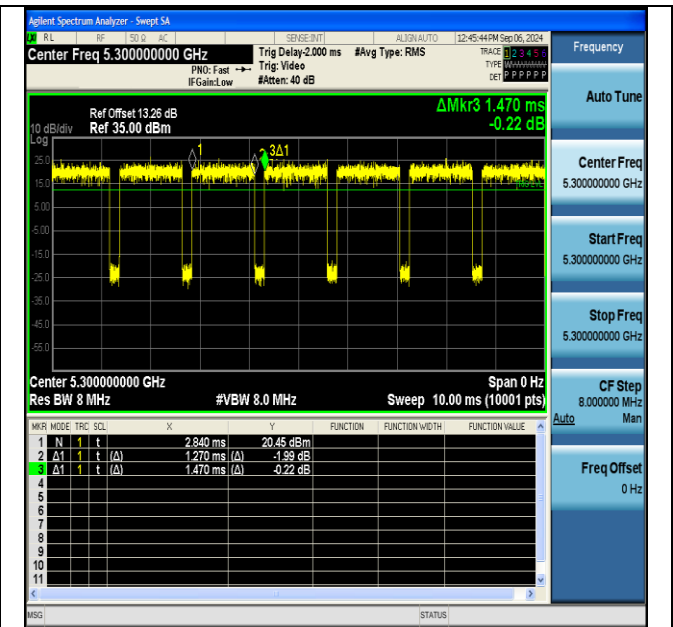 Agilent Spectrum Analyzer - Swept SA
RL RF 50 Ω AC SENSE:INT ALIGN AUTO 12:45:44 PM Sep 06, 2024
Center Freq 5.300000000 GHz
PNO: Fast
IFGain:Low
Trig Delay-2.000 ms
Trig: Video
#Atten: 40 dB
#Avg Type: RMS
TRACE 1 2 3 4 5 6
TYPE
DET P P P P P P
Frequency
Auto Tune
Center Freq
5.300000000 GHz
Start Freq
5.300000000 GHz
Stop Freq
5.300000000 GHz
CF Step
8.000000 MHz
Auto Man
Freq Offset
0 Hz
ΔMkr3 1.470 ms
-0.22 dB
Ref Offset 13.26 dB
10 dB/div Ref 35.00 dBm
Log
1
3Δ1
25.0
15.0
5.00
-5.00
-15.0
-25.0
-35.0
-45.0
-55.0
Center 5.300000000 GHz Span 0 Hz
Res BW 8 MHz #VBW 8.0 MHz Sweep 10.00 ms (10001 pts)
MKR MODE TRC SCL X Y FUNCTION FUNCTION WIDTH FUNCTION VALUE
1 N 1 t 2.840 ms 20.45 dBm
2 Δ1 1 t (Δ) 1.270 ms (Δ) -1.99 dB
3 Δ1 1 t (Δ) 1.470 ms (Δ) -0.22 dB
4
5
6
7
8
9
10
11
MSG STATUS